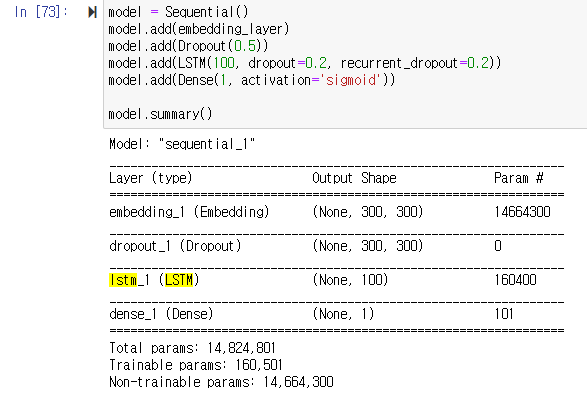 In [73]:
model = Sequential()
model.add(embedding_layer)
model.add(Dropout(0.5))
model.add(LSTM(100, dropout=0.2, recurrent_dropout=0.2))
model.add(Dense(1, activation='sigmoid'))
model.summary()
Model: "sequential_1"
_________________________________________________________________
Layer (type) Output Shape Param #
=================================================================
embedding_1 (Embedding) (None, 300, 300) 14664300
_________________________________________________________________
dropout_1 (Dropout) (None, 300, 300) 0
_________________________________________________________________
lstm_1 (LSTM) (None, 100) 160400
_________________________________________________________________
dense_1 (Dense) (None, 1) 101
=================================================================
Total params: 14,824,801
Trainable params: 160,501
Non-trainable params: 14,664,300